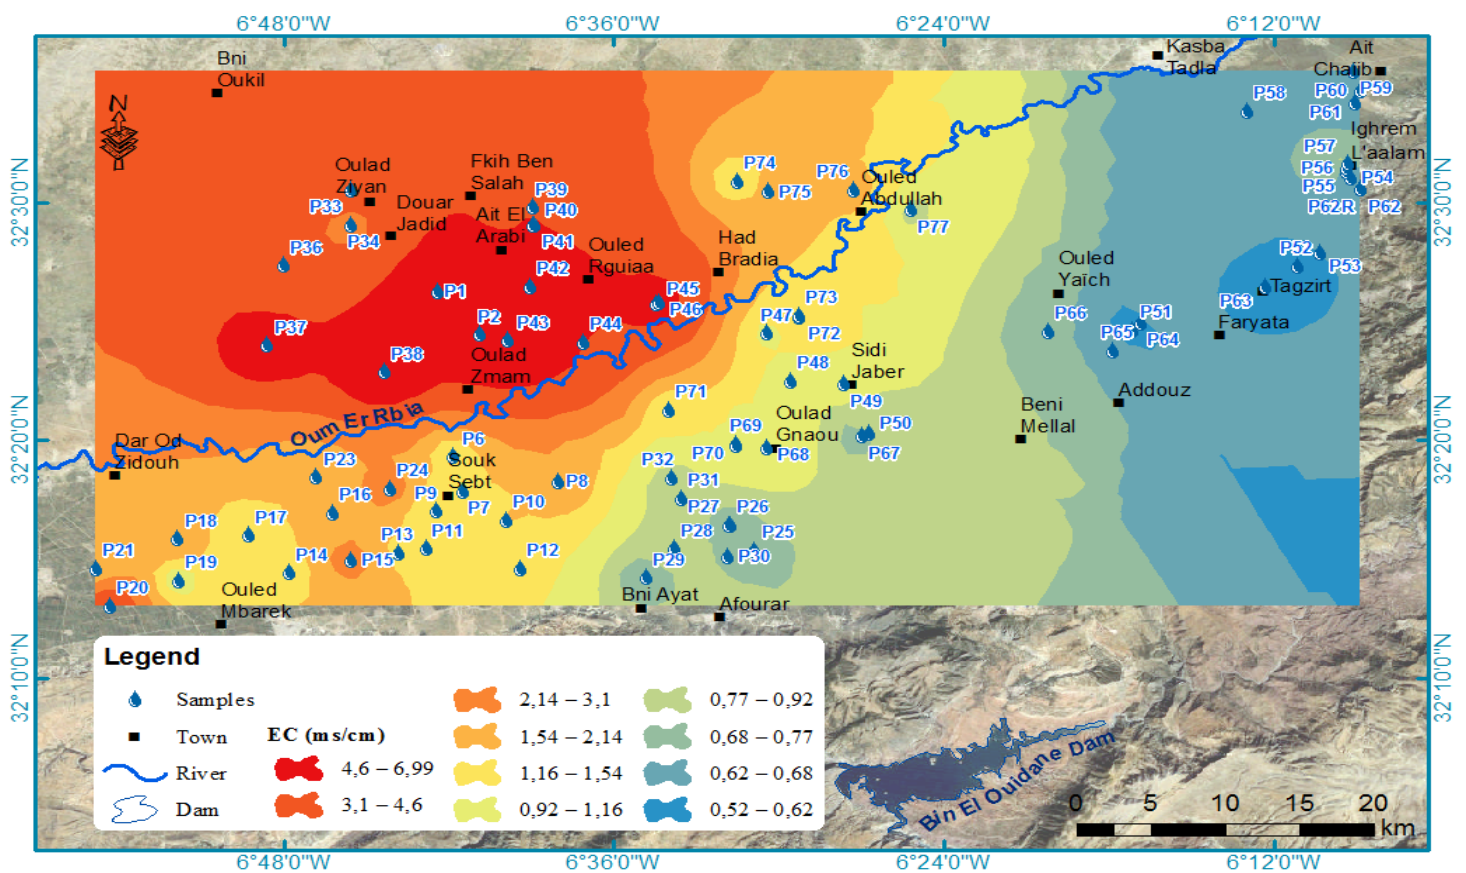 6°48'0"W
6°36'0"W
6°24'0"W
6°12'0"W
Kasba
Tadla
Ait
Chajib
Bni
Oukil
N
P58
P60
P59
P61
Ighrem
L'aalam
P57
P56
P55
P54
P62R
P62
32°30'0"N
32°30'0"N
Oulad
Ziyan
Fkih Ben
Salah
P39
P40
P41
P74
P75
P76
Ouled
Abdullah
P77
P33
P34
Douar
Jadid
Ait El
Arabi
P36
Ouled
Rguiaa
Had
Bradia
P52
P53
Tagzirt
P63
Faryata
Ouled
Yaïch
P42
P1
P45
P46
P73
P47
P72
P66
P51
P65
P64
P2
P43
P44
P37
P38
Oulad
Zmam
P48
Sidi
Jaber
P49
Addouz
Oum Er Rbia
P71
Oulad
Gnaou
P50
P67
Beni
Mellal
P69
P70
P68
32°20'0"N
32°20'0"N
Dar Od
Zidouh
P6
Souk
Sebt
P23
P24
P9
P7
P8
P32
P31
P27
P26
P16
P10
P18
P17
P13
P11
P28
P25
P21
P19
P14
P15
P12
P29
P30
P20
Ouled
Mbarek
Bni Ayat
Afourar
32°10'0"N
32°10'0"N
Legend
Samples
Town
River
Dam
EC (ms/cm)
4,6 – 6,99
3,1 – 4,6
2,14 – 3,1
1,54 – 2,14
1,16 – 1,54
0,92 – 1,16
0,77 – 0,92
0,68 – 0,77
0,62 – 0,68
0,52 – 0,62
Bin El Ouidane Dam
0 5 10 15 20
km
6°48'0"W
6°36'0"W
6°24'0"W
6°12'0"W